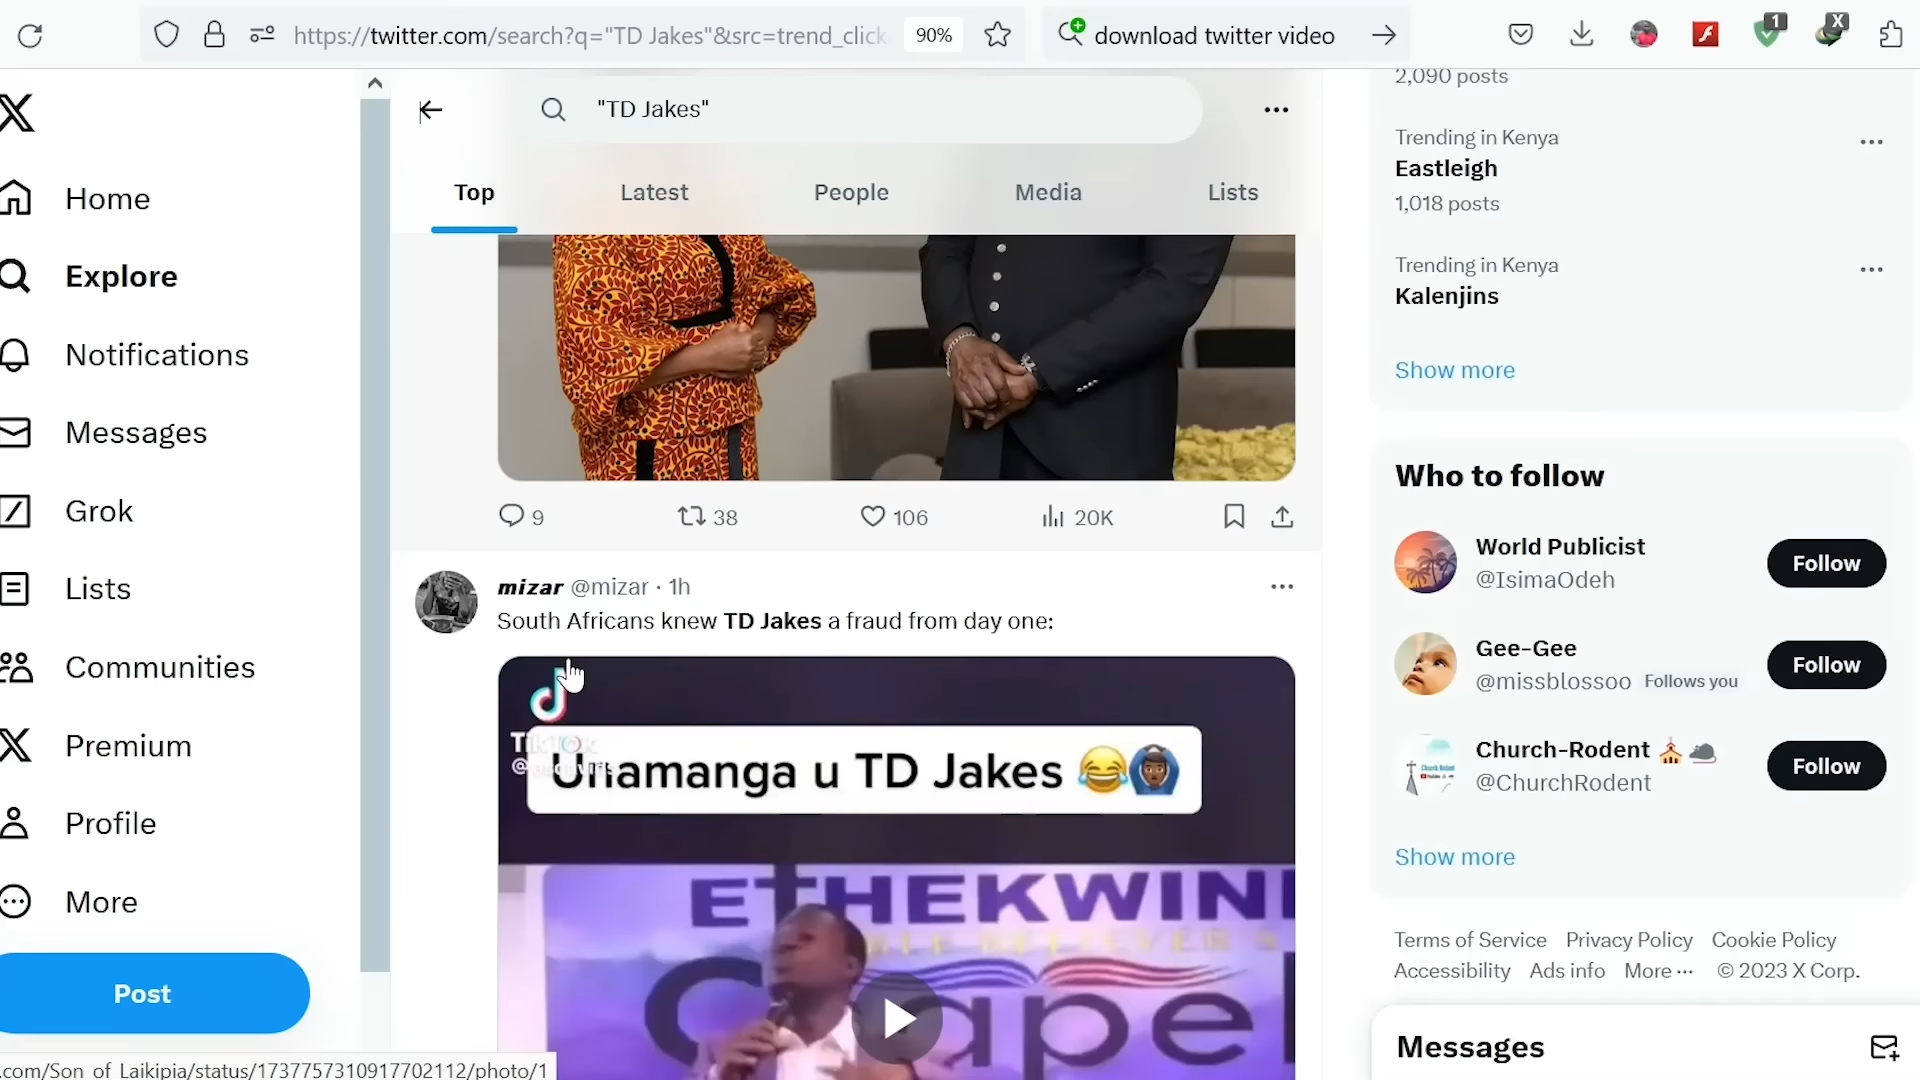 https://twitter.com/search?q="TD Jakes"&src=trend_click
90%
download twitter video
1
X
Home
Explore
Notifications
Messages
Grok
Lists
Communities
Premium
Profile
More
Post
"TD Jakes"
Top
Latest
People
Media
Lists
9
38
106
20K
mizar @mizar · 1h
South Africans knew TD Jakes a fraud from day one:
TikTok
Unamanga u TD Jakes 😂🙆🏾‍♂️
ETHEKWINI
Chapel
.com/Son_of_Laikipia/status/1737757310917702112/photo/1
2,090 posts
Trending in Kenya
Eastleigh
1,018 posts
Trending in Kenya
Kalenjins
Show more
Who to follow
World Publicist
@IsimaOdeh
Follow
Gee-Gee
@missblossoo Follows you
Follow
Church-Rodent ⛪🐀
@ChurchRodent
Follow
Show more
Terms of Service Privacy Policy Cookie Policy
Accessibility Ads info More ··· © 2023 X Corp.
Messages